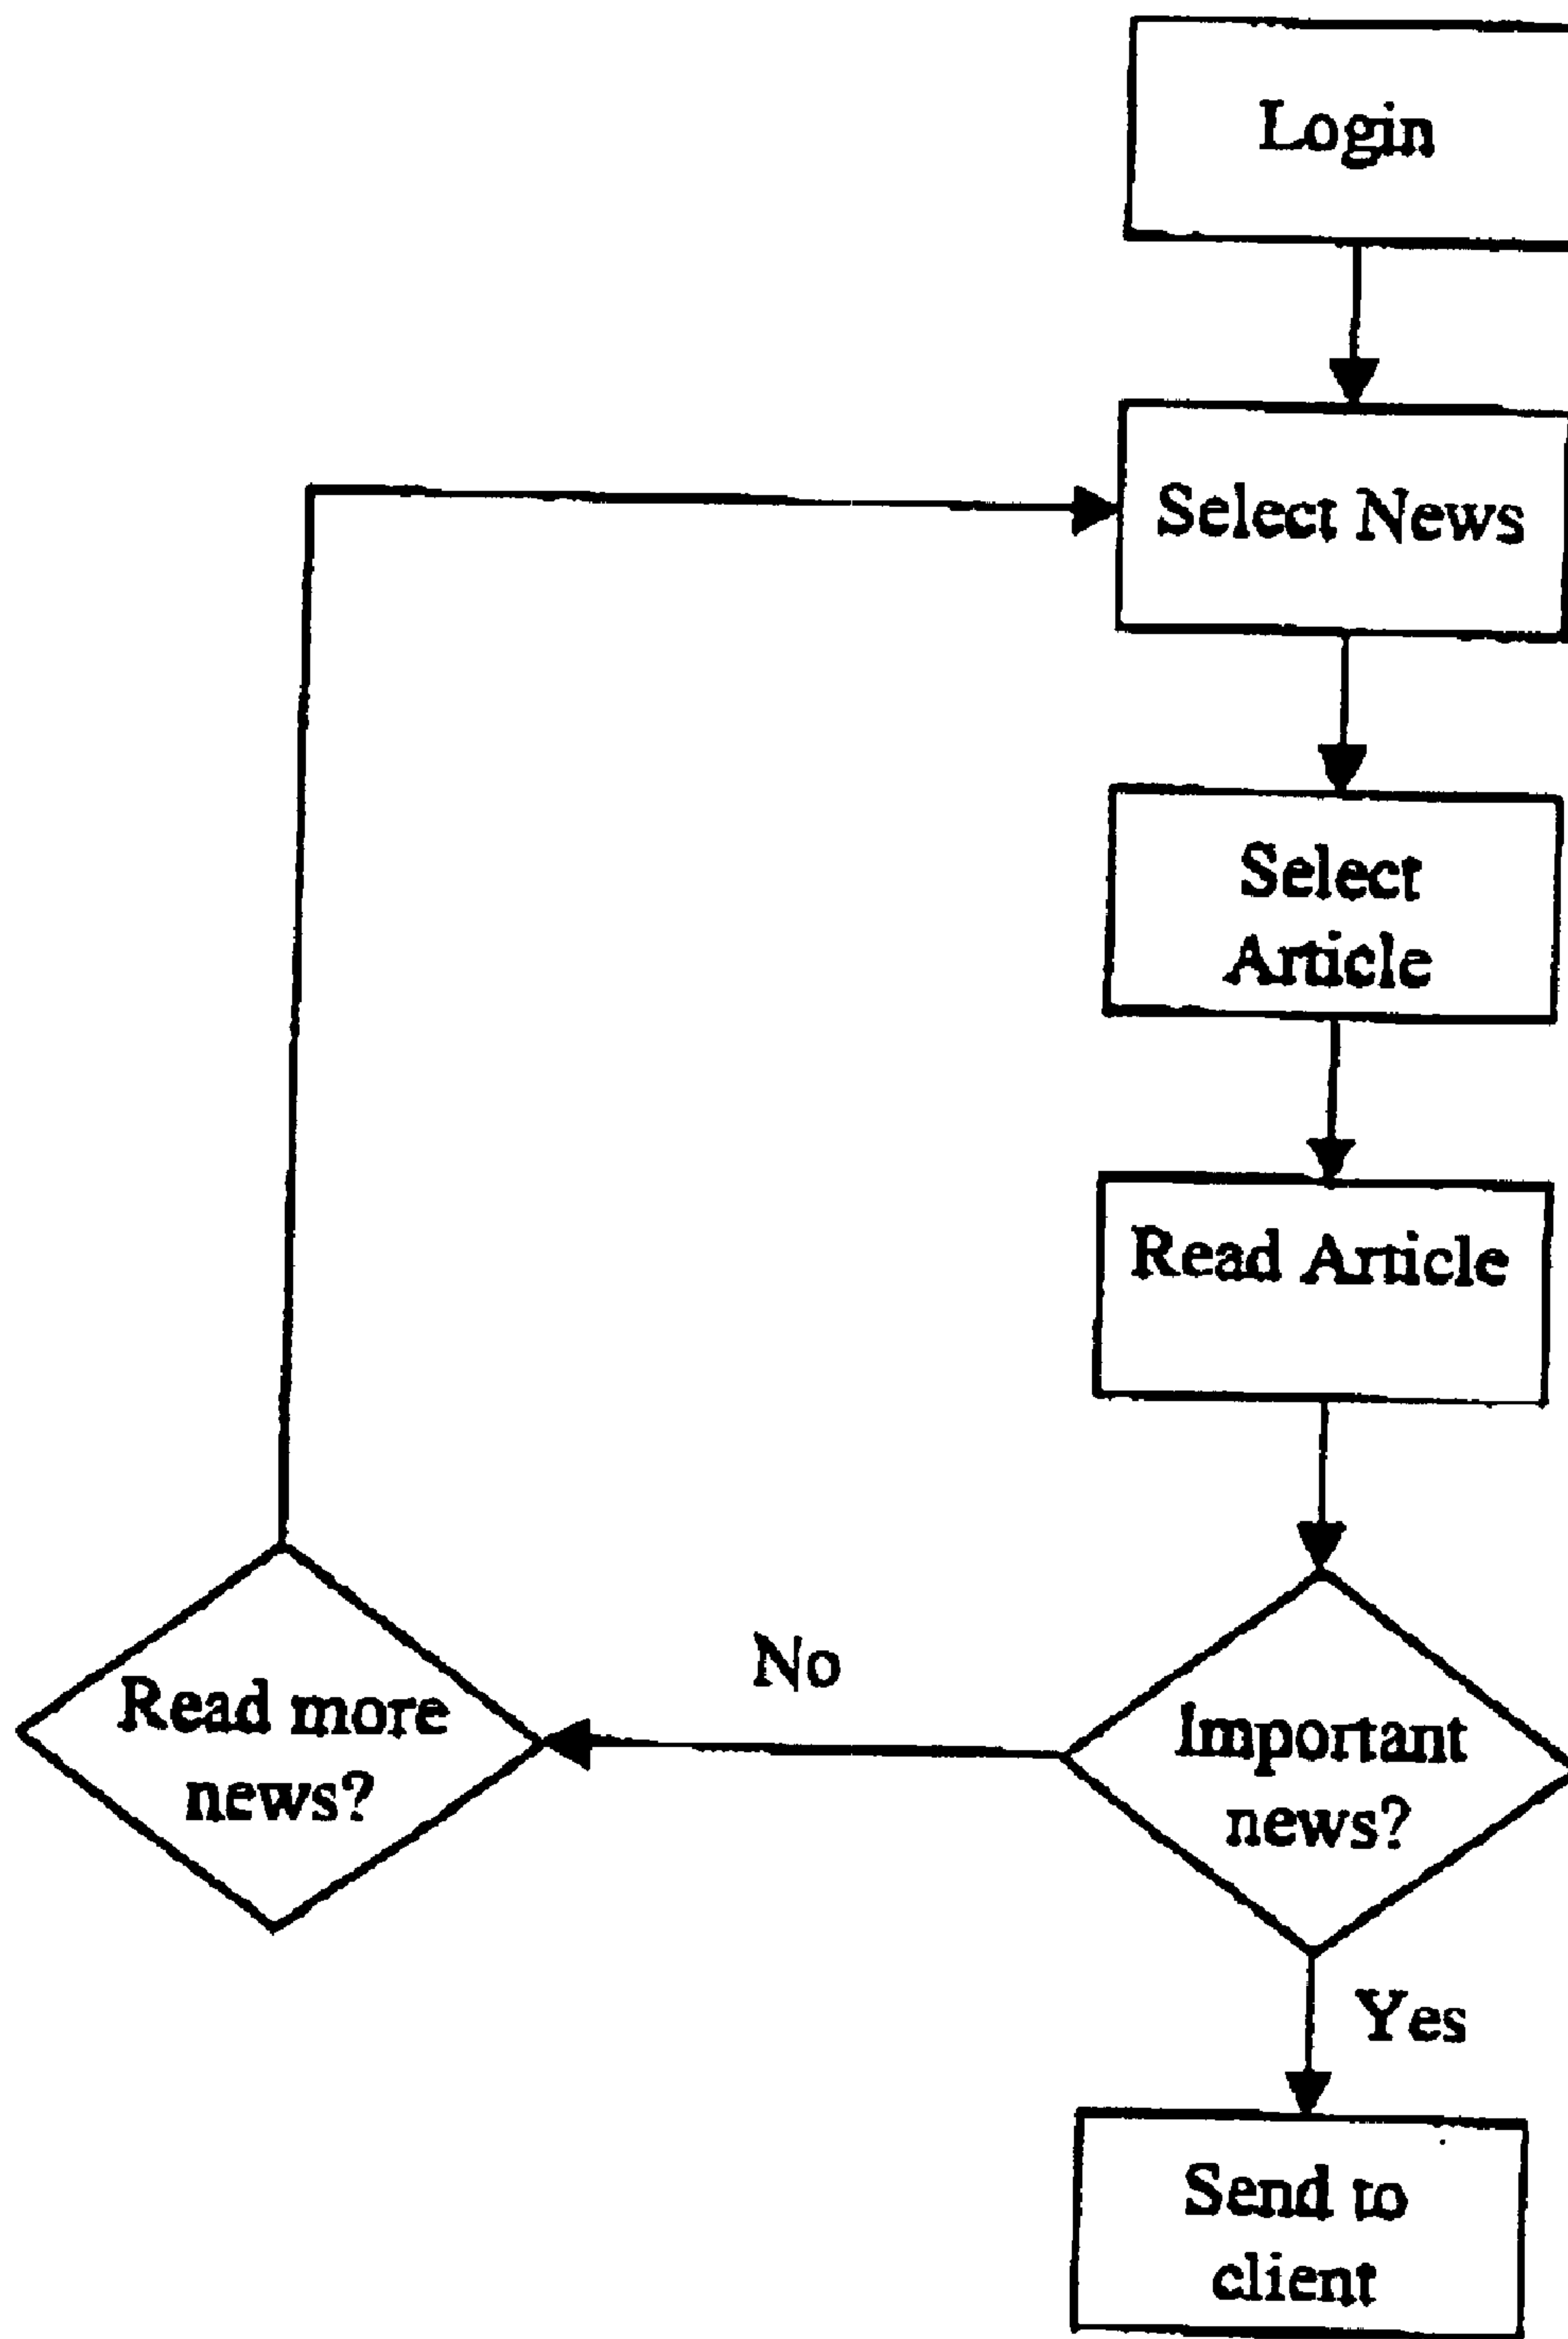 Login
Select News
Select
Article
Read Article
No
Read more
news?
Important
news?
Yes
Send to
client